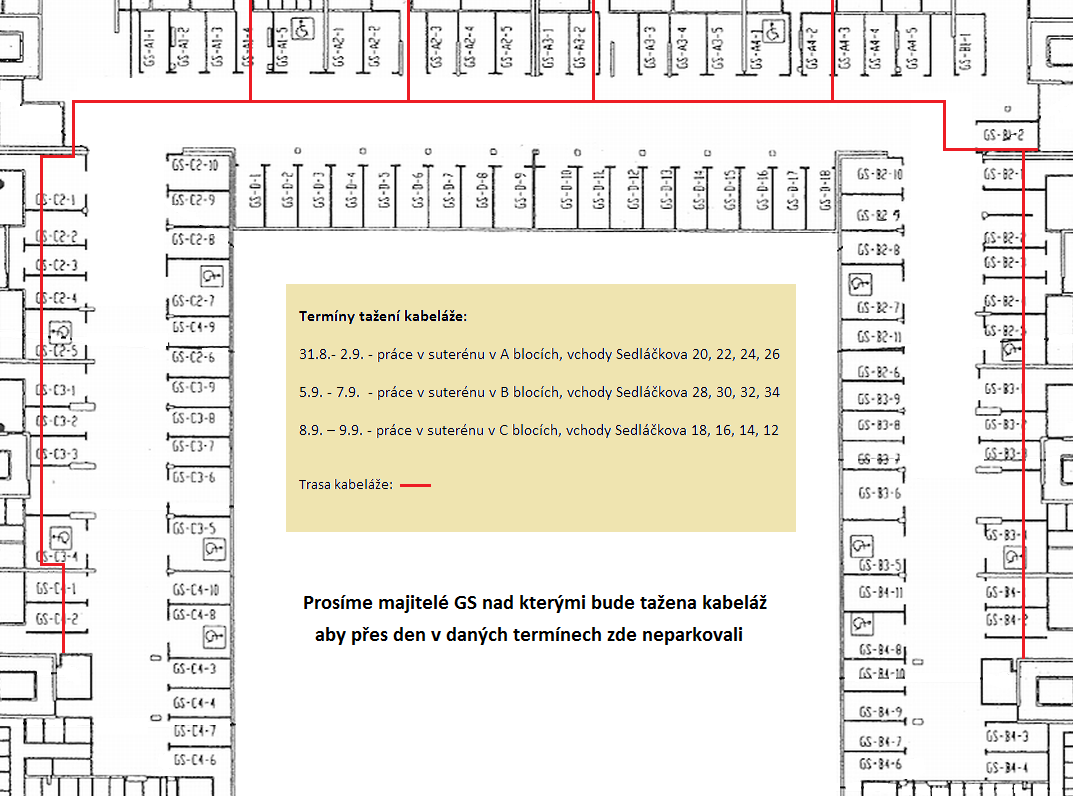 GS-A1-1
GS-A1-2
GS-A1-3
GS-A1-4
GS-A1-5
GS-A2-1
GS-A2-2
GS-A2-3
GS-A2-4
GS-A2-5
GS-A3-1
GS-A3-2
GS-A3-3
GS-A3-4
GS-A3-5
GS-A4-1
GS-A4-2
GS-A4-3
GS-A4-4
GS-A4-5
GS-B1-1
GS-B1-2
GS-C2-1
GS-C2-2
GS-C2-3
GS-C2-4
GS-C2-5
GS-C3-1
GS-C3-2
GS-C3-3
GS-C3-4
GS-C4-1
GS-C4-2
GS-C2-10
GS-C2-9
GS-C2-8
GS-C2-7
GS-C4-9
GS-C2-6
GS-C3-9
GS-C3-8
GS-C3-7
GS-C3-6
GS-C3-5
GS-C4-10
GS-C4-8
GS-C4-3
GS-C4-4
GS-C4-7
GS-C4-6
GS-D-1
GS-D-2
GS-D-3
GS-D-4
GS-D-5
GS-D-6
GS-D-7
GS-D-8
GS-D-9
GS-D-10
GS-D-11
GS-D-12
GS-D-13
GS-D-14
GS-D-15
GS-D-16
GS-D-17
GS-D-18
Termíny tažení kabeláže:
31.8.- 2.9. - práce v suterénu v A blocích, vchody Sedláčkova 20, 22, 24, 26
5.9. - 7.9. - práce v suterénu v B blocích, vchody Sedláčkova 28, 30, 32, 34
8.9. – 9.9. - práce v suterénu v C blocích, vchody Sedláčkova 18, 16, 14, 12
Trasa kabeláže:
Prosíme majitelé GS nad kterými bude tažena kabeláž
aby přes den v daných termínech zde neparkovali
GS-B2-10
GS-B2 9
GS-B2-8
GS-B2-7
GS-B2-11
GS-B2-6
GS-B3-9
GS-B3-8
GS-B3-7
GS-B3-6
GS-B3-5
GS-B4-11
GS-B4-8
GS-B4-10
GS-B4-9
GS-B4-7
GS-B4-6
GS-B2-
GS-B2-
GS-B2-
GS-B2-
GS-B2-
GS-B3-
GS-B3-
GS-B3-
GS-B3-
GS-B4-
GS-B4-
GS-B4-3
GS-B4-4